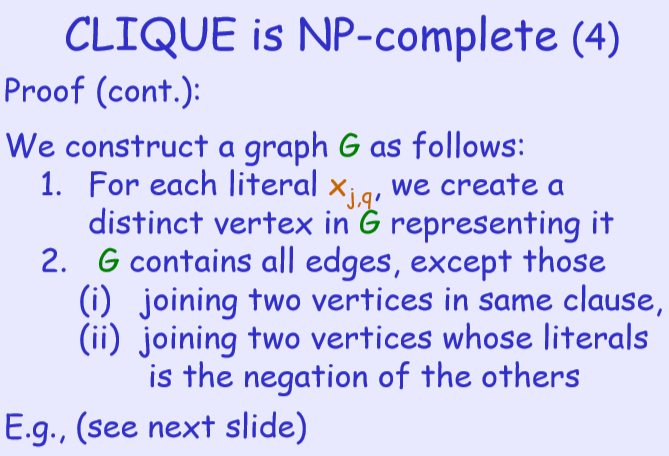 CLIQUE is NP-complete (4)
Proof (cont.):
We construct a graph G as follows:
1. For each literal x_{j,q}, we create a
distinct vertex in G representing it
2. G contains all edges, except those
(i) joining two vertices in same clause,
(ii) joining two vertices whose literals
is the negation of the others
E.g., (see next slide)